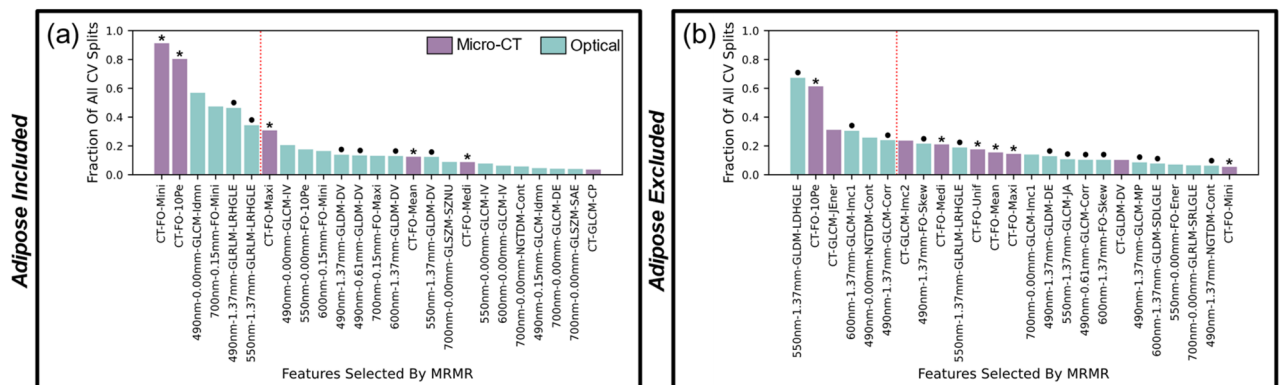 Adipose Included
(a)
Fraction Of All CV Splits
1.0
0.8
0.6
0.4
0.2
0.0
Micro-CT
Optical
CT-FO-Mini
CT-FO-10Pe
490nm-0.00mm-GLCM-Idmn
700nm-0.15mm-FO-Mini
490nm-1.37mm-GLRLM-LRHGLE
550nm-1.37mm-GLRLM-LRHGLE
CT-FO-Maxi
490nm-0.00mm-GLCM-IV
550nm-0.00mm-FO-10Pe
600nm-0.15mm-FO-Mini
490nm-1.37mm-GLDM-DV
490nm-0.61mm-GLDM-DV
700nm-0.15mm-FO-Maxi
600nm-1.37mm-GLDM-DV
CT-FO-Mean
550nm-1.37mm-GLDM-DV
700nm-0.00mm-GLSZM-SZNU
CT-FO-Medi
550nm-0.00mm-GLCM-IV
600nm-0.00mm-GLCM-IV
700nm-0.00mm-NGTDM-Cont
490nm-0.15mm-GLCM-Idmn
700nm-0.00mm-GLCM-DE
700nm-0.00mm-GLSZM-SAE
CT-GLCM-CP
Features Selected By MRMR
Adipose Excluded
(b)
Fraction Of All CV Splits
1.0
0.8
0.6
0.4
0.2
0.0
550nm-1.37mm-GLDM-LDHGLE
CT-FO-10Pe
CT-GLCM-JEner
600nm-1.37mm-GLCM-Imc1
490nm-0.00mm-NGTDM-Cont
490nm-1.37mm-GLCM-Corr
CT-GLCM-Imc2
490nm-1.37mm-FO-Skew
CT-FO-Medi
550nm-1.37mm-GLRLM-LRHGLE
CT-FO-Unif
CT-FO-Mean
CT-FO-Maxi
700nm-0.00mm-GLCM-Imc1
490nm-1.37mm-GLDM-DE
550nm-1.37mm-GLCM-JA
490nm-0.61mm-GLCM-Corr
600nm-1.37mm-FO-Skew
CT-GLDM-DV
490nm-1.37mm-GLCM-MP
600nm-1.37mm-GLDM-SDLGLE
550nm-0.00mm-FO-Ener
700nm-0.00mm-GLRLM-SRLGLE
490nm-1.37mm-NGTDM-Cont
CT-FO-Mini
Features Selected By MRMR